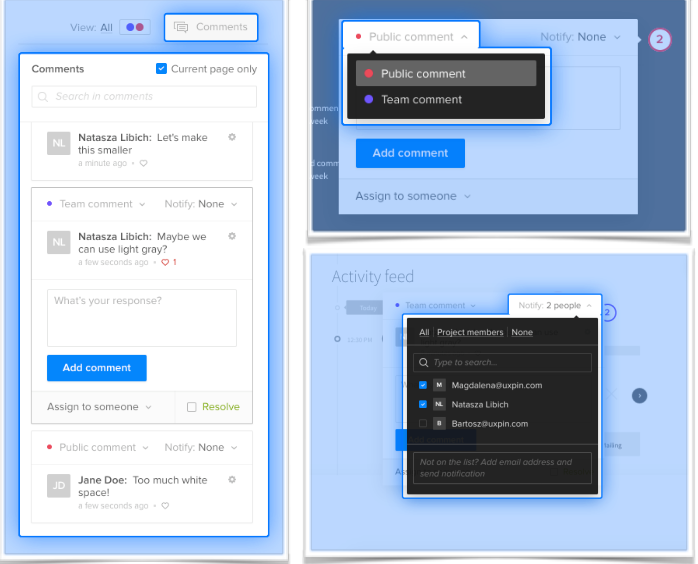 View: All
Comments
Comments
Current page only
Search in comments
NL
Natasza Libich: Let's make
this smaller
a minute ago •
Team comment
Notify: None
NL
Natasza Libich: Maybe we
can use light gray?
a few seconds ago • 1
What's your response?
Add comment
Assign to someone
Resolve
Public comment
Notify: None
JD
Jane Doe: Too much white
space!
a few seconds ago •
Public comment
Notify: None
2
Public comment
Team comment
week
Add comment
week
Assign to someone
Activity feed
Today
Team comment
Notify: 2 people
2
12:30 PM
All | Project members | None
Type to search...
M Magdalena@uxpin.com
NL Natasza Libich
B Bartosz@uxpin.com
Not on the list? Add email address and
send notification